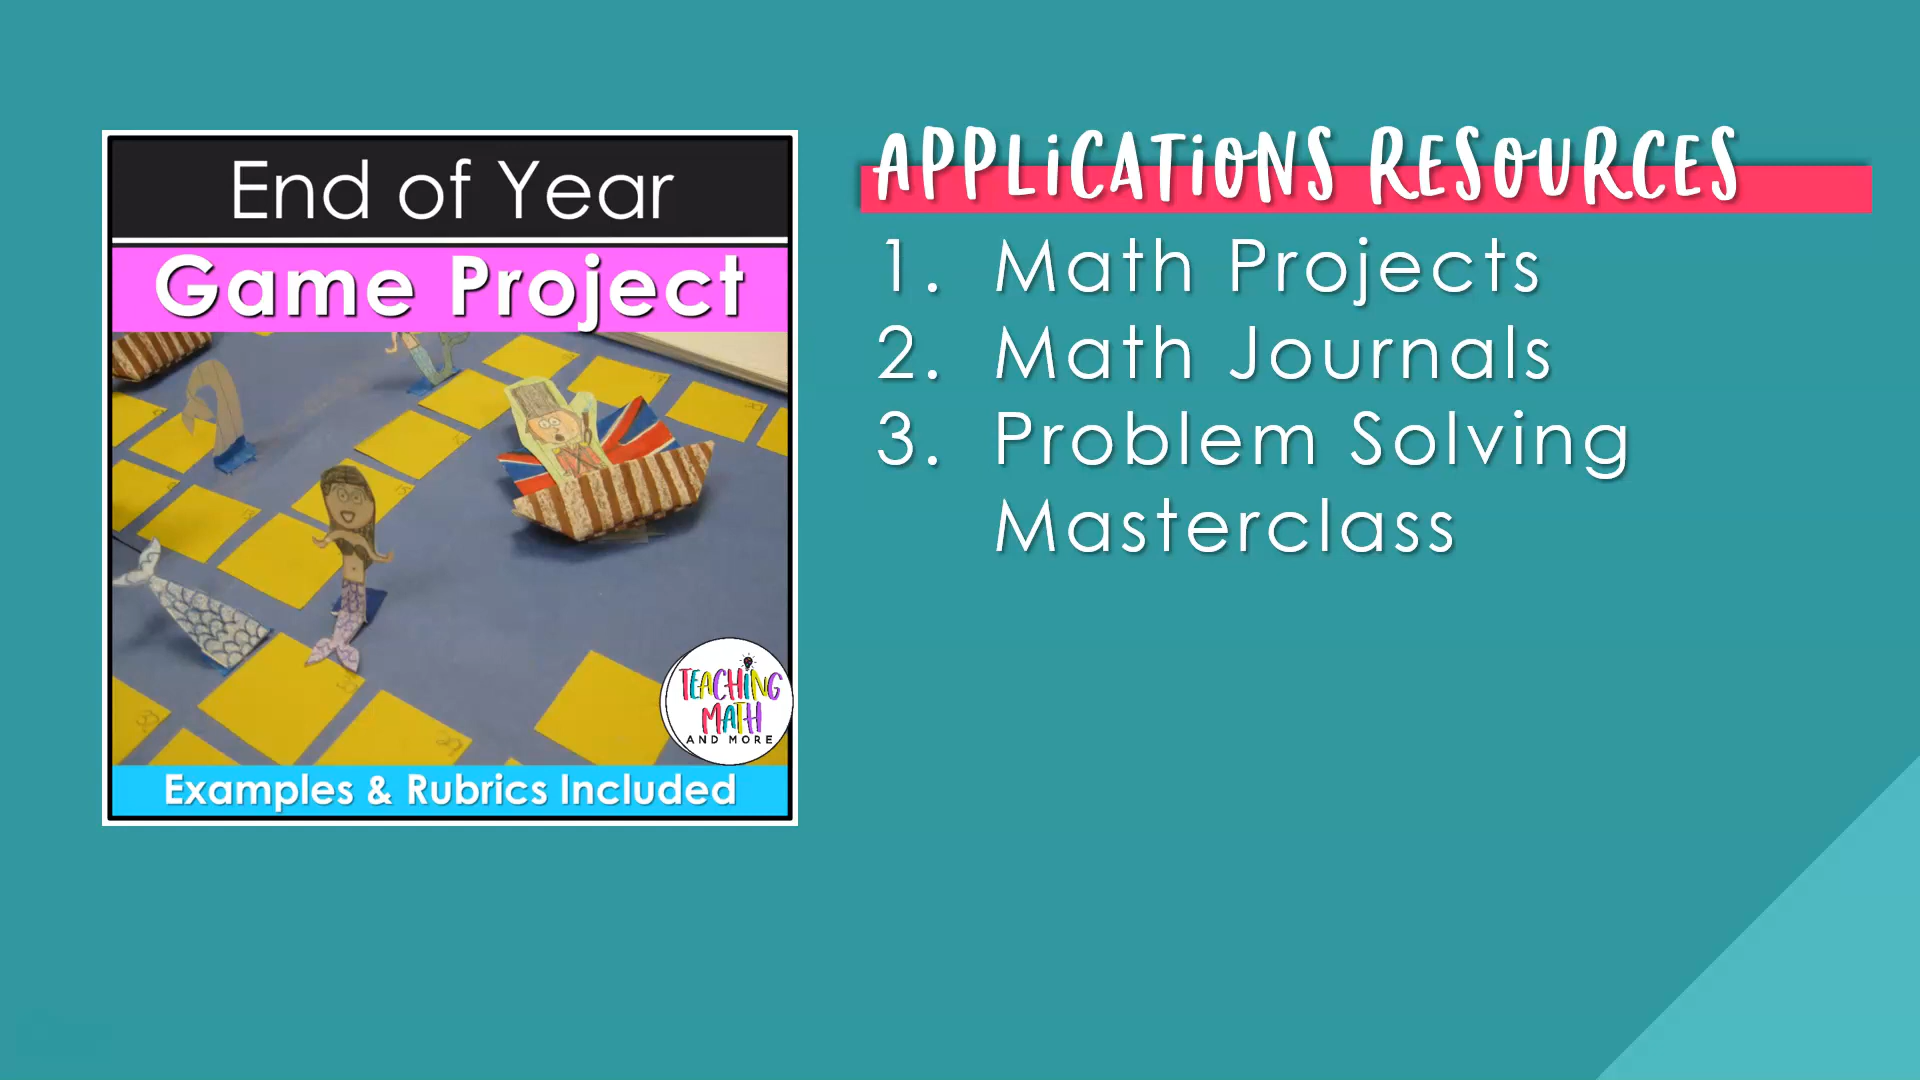 End of Year
Game Project
TEACHING
MATH
AND MORE
Examples & Rubrics Included
APPLiCATiONS RESOURCES
1. Math Projects
2. Math Journals
3. Problem Solving
Masterclass